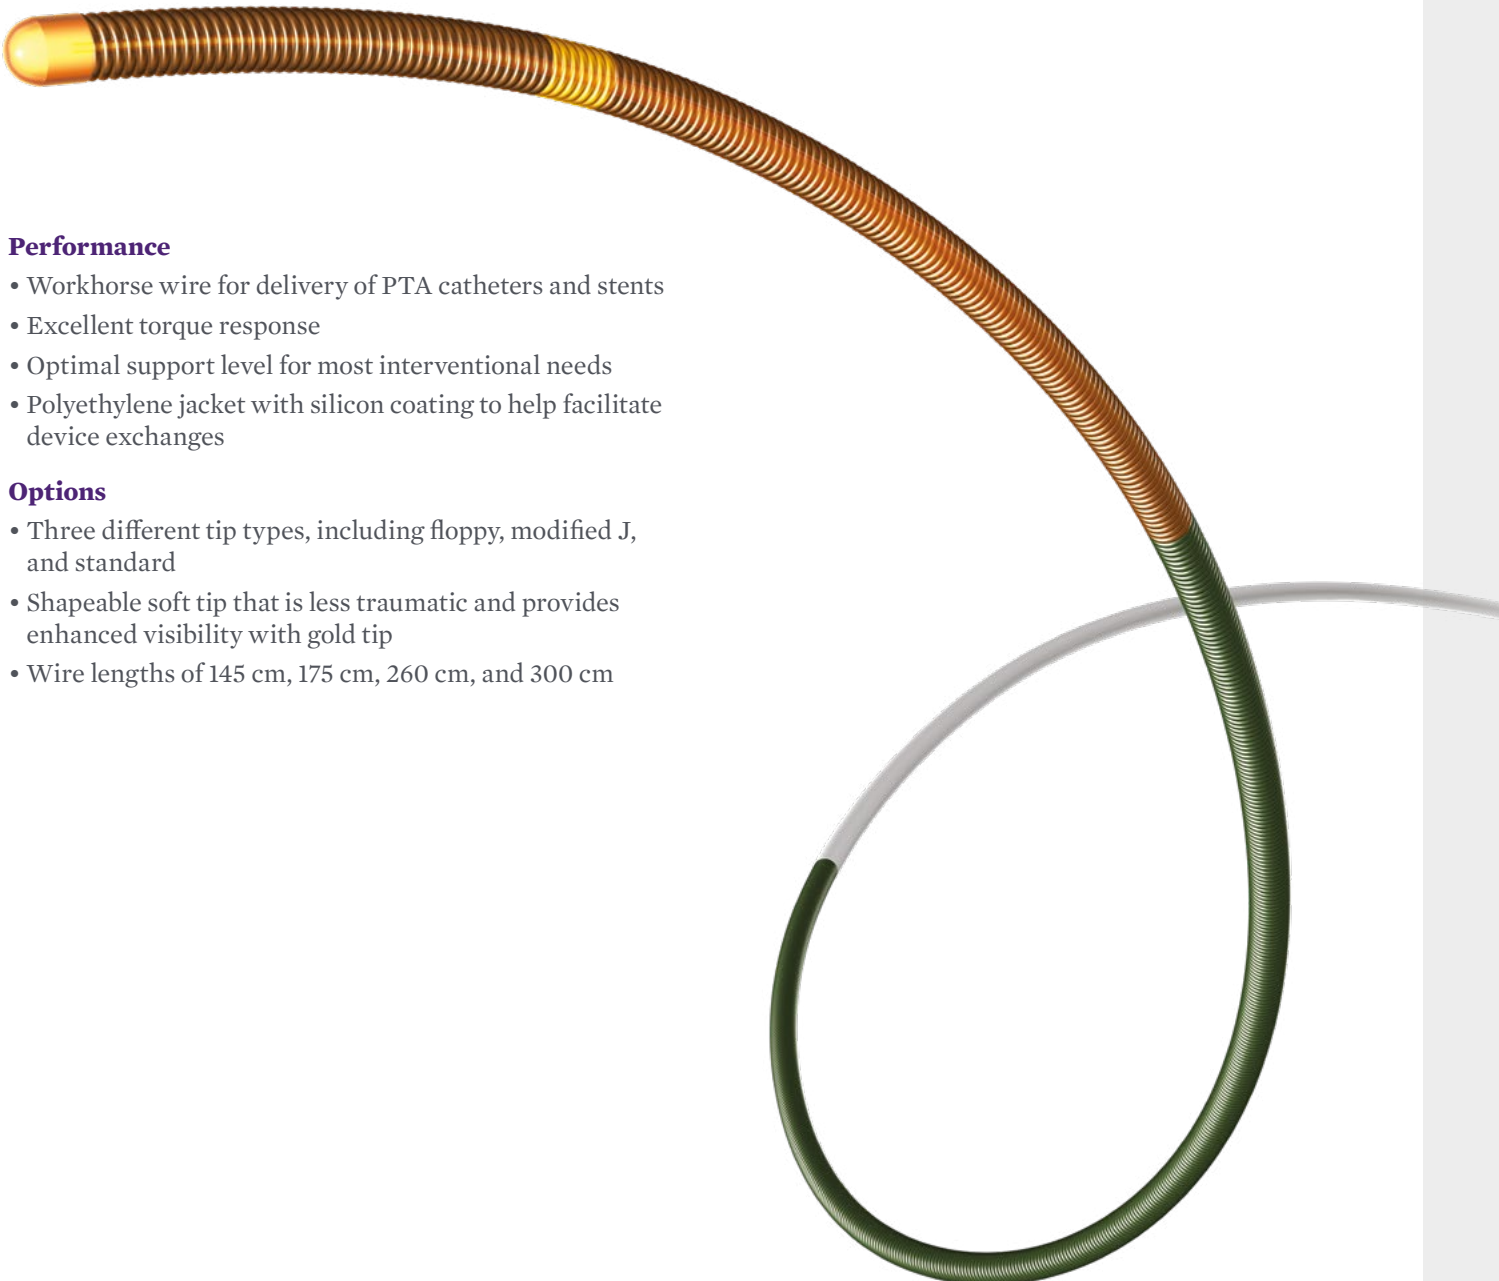 Performance
• Workhorse wire for delivery of PTA catheters and stents
• Excellent torque response
• Optimal support level for most interventional needs
• Polyethylene jacket with silicon coating to help facilitate
device exchanges
Options
• Three different tip types, including floppy, modified J,
and standard
• Shapeable soft tip that is less traumatic and provides
enhanced visibility with gold tip
• Wire lengths of 145 cm, 175 cm, 260 cm, and 300 cm